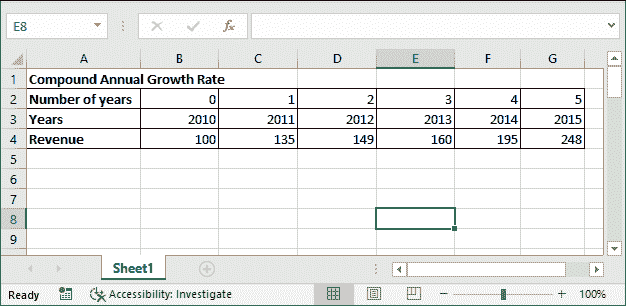 E8 fx
A B C D E F G
1 Compound Annual Growth Rate
2 Number of years 0 1 2 3 4 5
3 Years 2010 2011 2012 2013 2014 2015
4 Revenue 100 135 149 160 195 248
5
6
7
8
9
Sheet1
Ready Accessibility: Investigate 100%